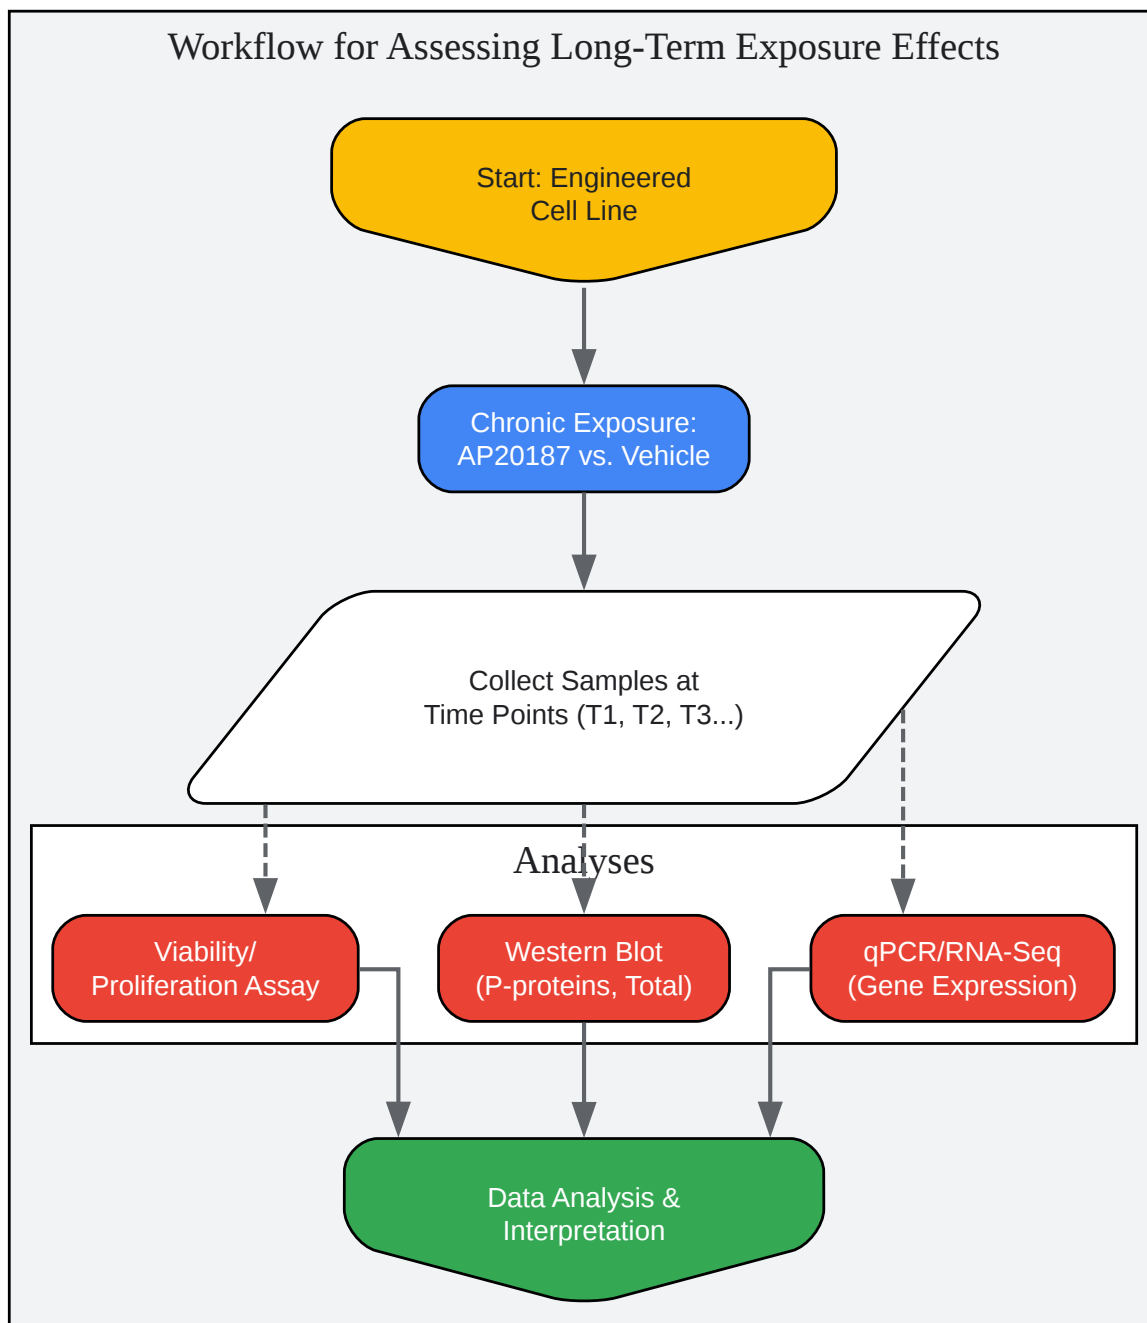 Workflow for Assessing Long-Term Exposure Effects
Start: Engineered
Cell Line
Chronic Exposure:
AP20187 vs. Vehicle
Collect Samples at
Time Points (T1, T2, T3...)
Analyses
Viability/
Proliferation Assay
Western Blot
(P-proteins, Total)
qPCR/RNA-Seq
(Gene Expression)
Data Analysis &
Interpretation